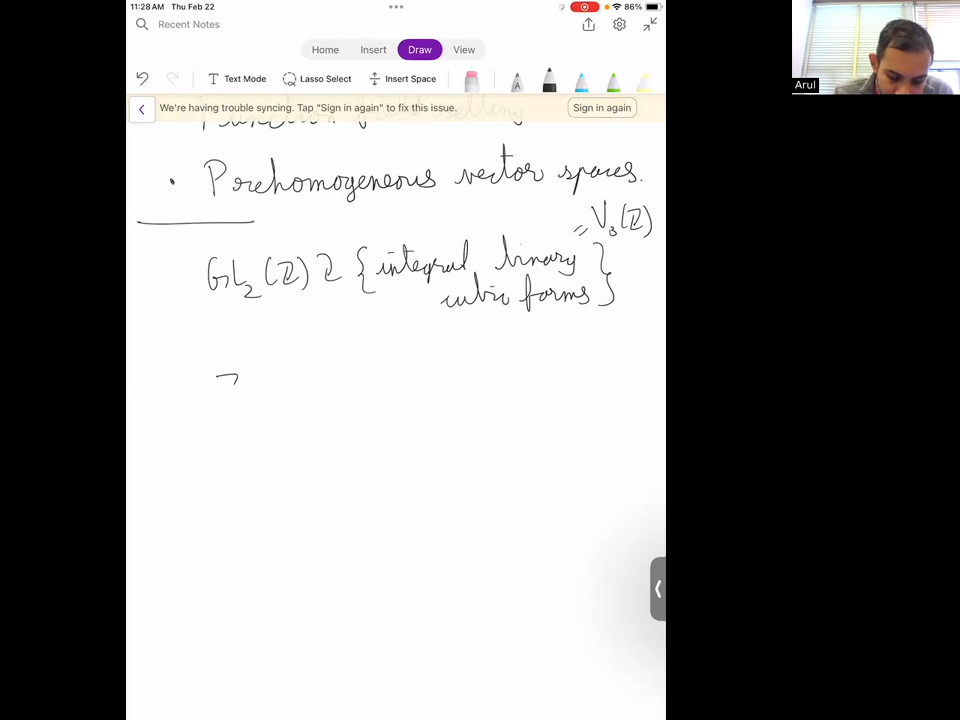 11:28AM Thu Feb 22
86%
Recent Notes
Home Insert Draw View
Text Mode Lasso Select Insert Space
We're having trouble syncing. Tap "Sign in again" to fix this issue. Sign in again
Arul
Function
• Prehomogeneous vector spaces.
= V₃(ℤ)
GL₂(ℤ) ⤾ { integral binary
cubic forms }